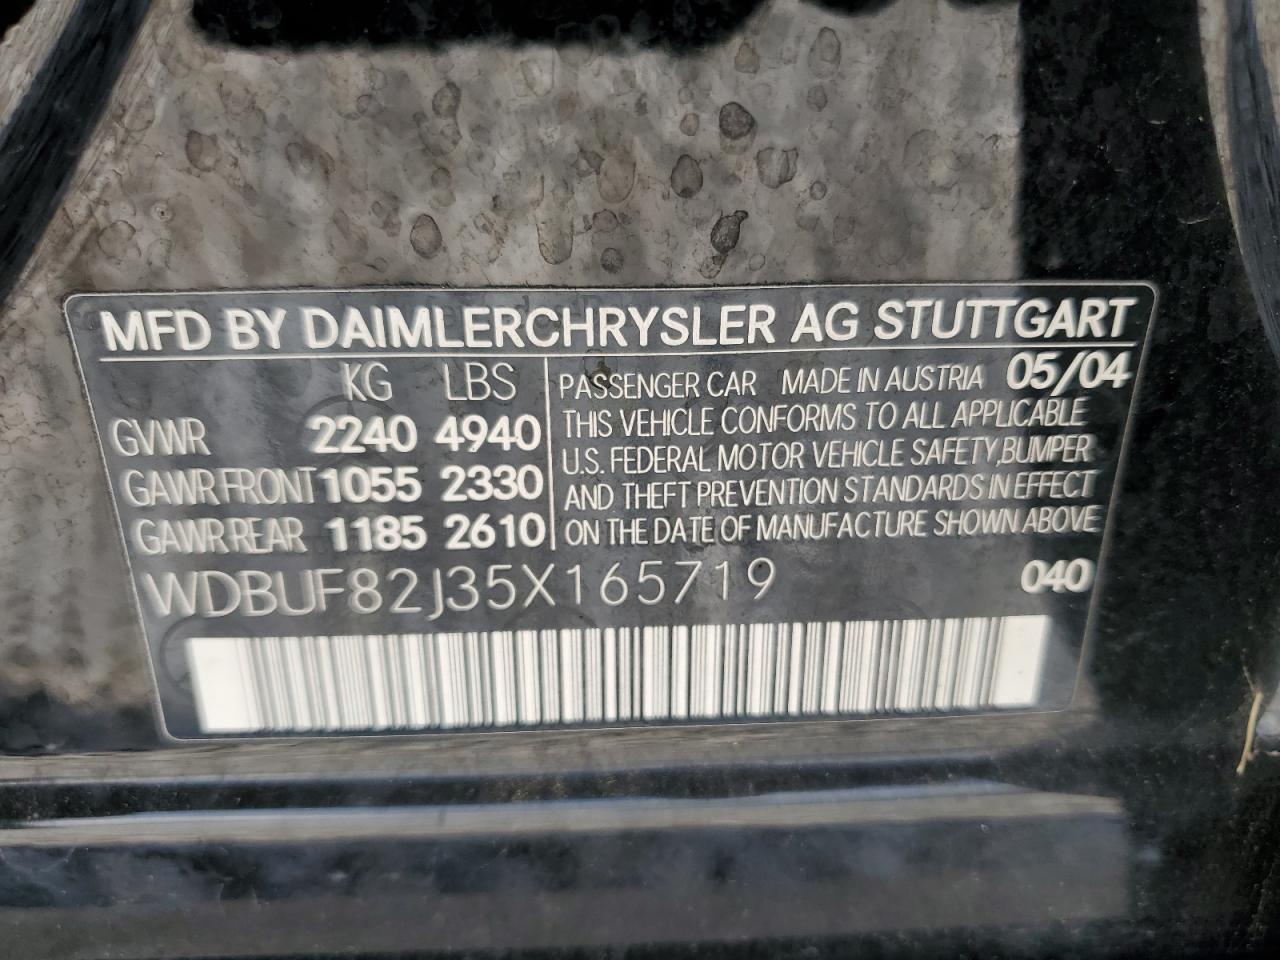 MFD BY DAIMLERCHRYSLER AG STUTTGART
KG LBS
GVWR 2240 4940
GAWR FRONT 1055 2330
GAWR REAR 1185 2610
PASSENGER CAR MADE IN AUSTRIA 05/04
THIS VEHICLE CONFORMS TO ALL APPLICABLE
U.S. FEDERAL MOTOR VEHICLE SAFETY, BUMPER
AND THEFT PREVENTION STANDARDS IN EFFECT
ON THE DATE OF MANUFACTURE SHOWN ABOVE
WDBUF82J35X165719 040